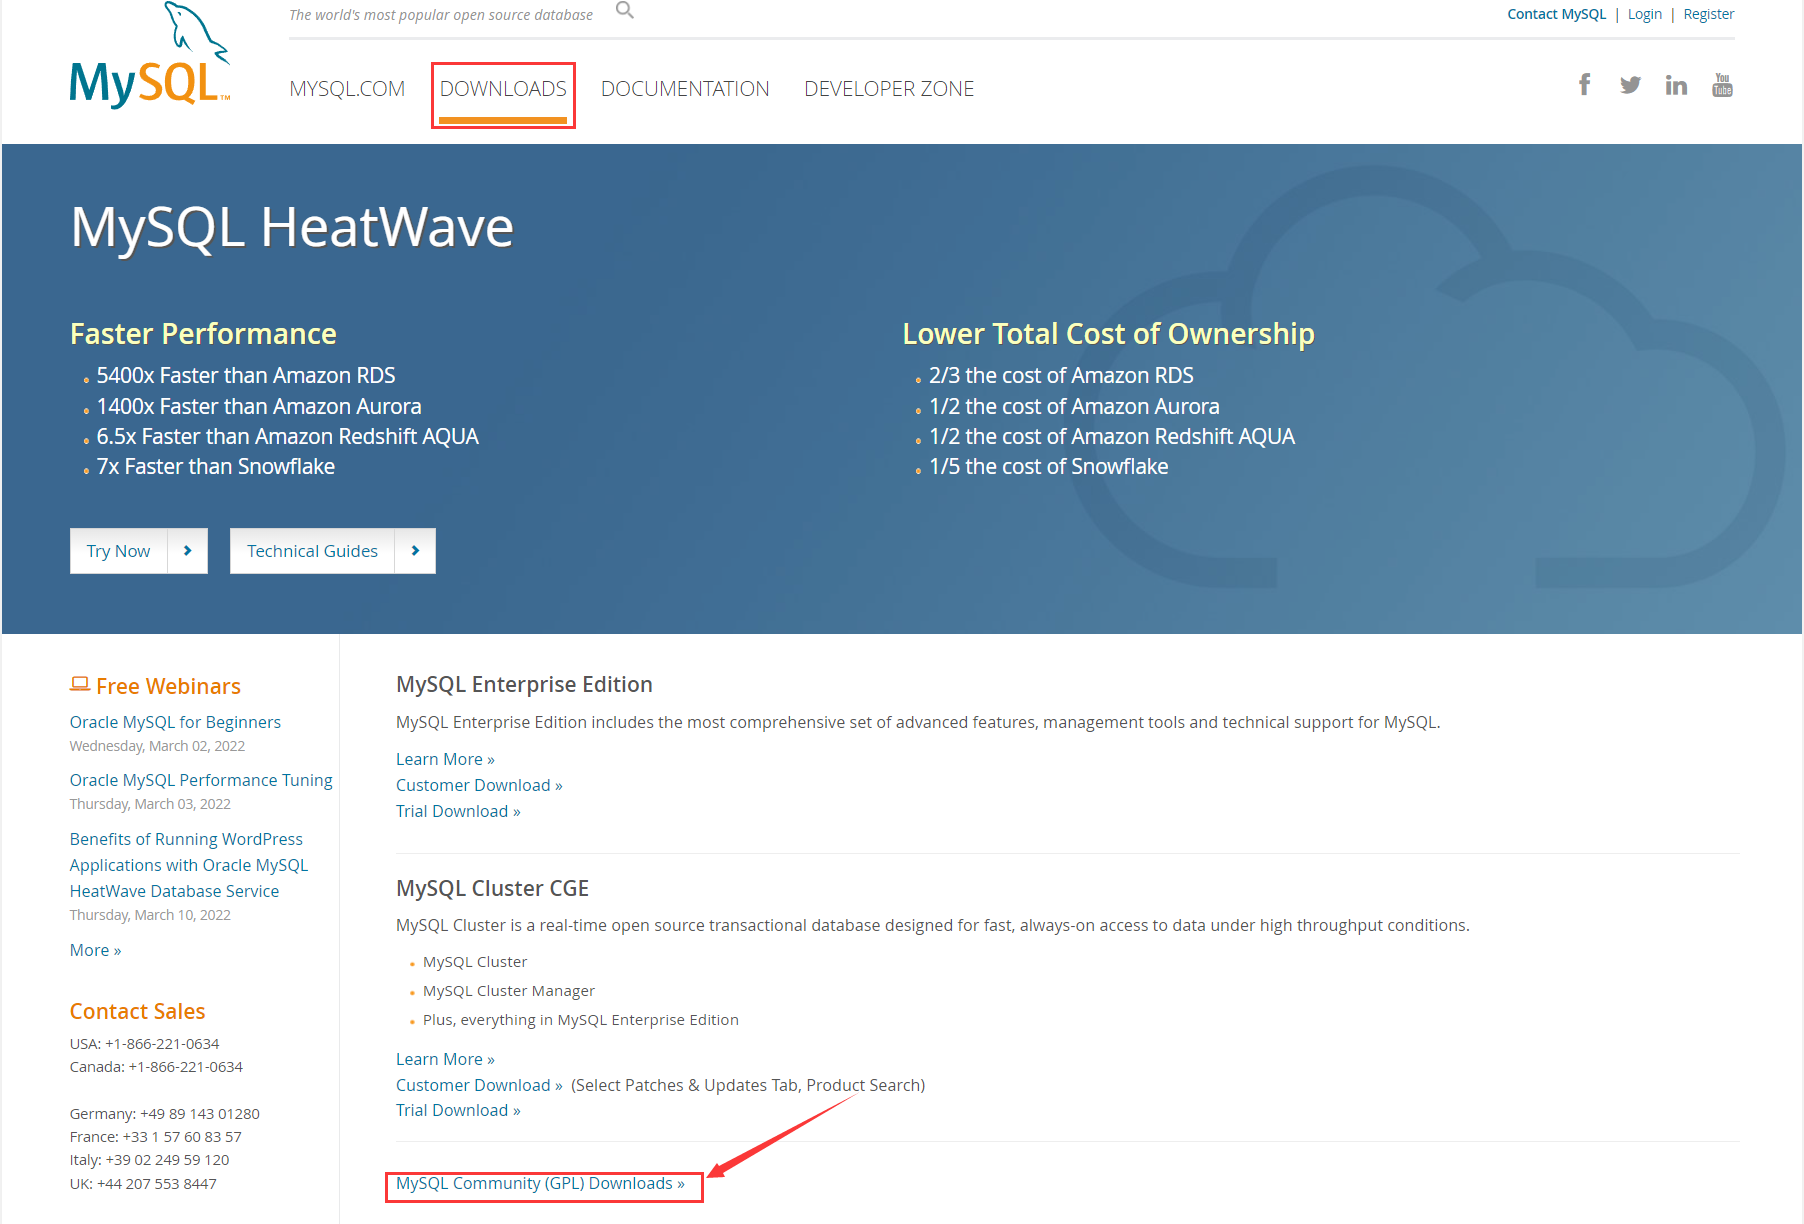 The world's most popular open source database
Contact MySQL | Login | Register
MySQL™
MYSQL.COM
DOWNLOADS
DOCUMENTATION
DEVELOPER ZONE
f
in
You
Tube
MySQL HeatWave
Faster Performance
5400x Faster than Amazon RDS
1400x Faster than Amazon Aurora
6.5x Faster than Amazon Redshift AQUA
7x Faster than Snowflake
Lower Total Cost of Ownership
2/3 the cost of Amazon RDS
1/2 the cost of Amazon Aurora
1/2 the cost of Amazon Redshift AQUA
1/5 the cost of Snowflake
Try Now
Technical Guides
Free Webinars
Oracle MySQL for Beginners
Wednesday, March 02, 2022
Oracle MySQL Performance Tuning
Thursday, March 03, 2022
Benefits of Running WordPress
Applications with Oracle MySQL
HeatWave Database Service
Thursday, March 10, 2022
More »
Contact Sales
USA: +1-866-221-0634
Canada: +1-866-221-0634
Germany: +49 89 143 01280
France: +33 1 57 60 83 57
Italy: +39 02 249 59 120
UK: +44 207 553 8447
MySQL Enterprise Edition
MySQL Enterprise Edition includes the most comprehensive set of advanced features, management tools and technical support for MySQL.
Learn More »
Customer Download »
Trial Download »
MySQL Cluster CGE
MySQL Cluster is a real-time open source transactional database designed for fast, always-on access to data under high throughput conditions.
MySQL Cluster
MySQL Cluster Manager
Plus, everything in MySQL Enterprise Edition
Learn More »
Customer Download » (Select Patches & Updates Tab, Product Search)
Trial Download »
MySQL Community (GPL) Downloads »